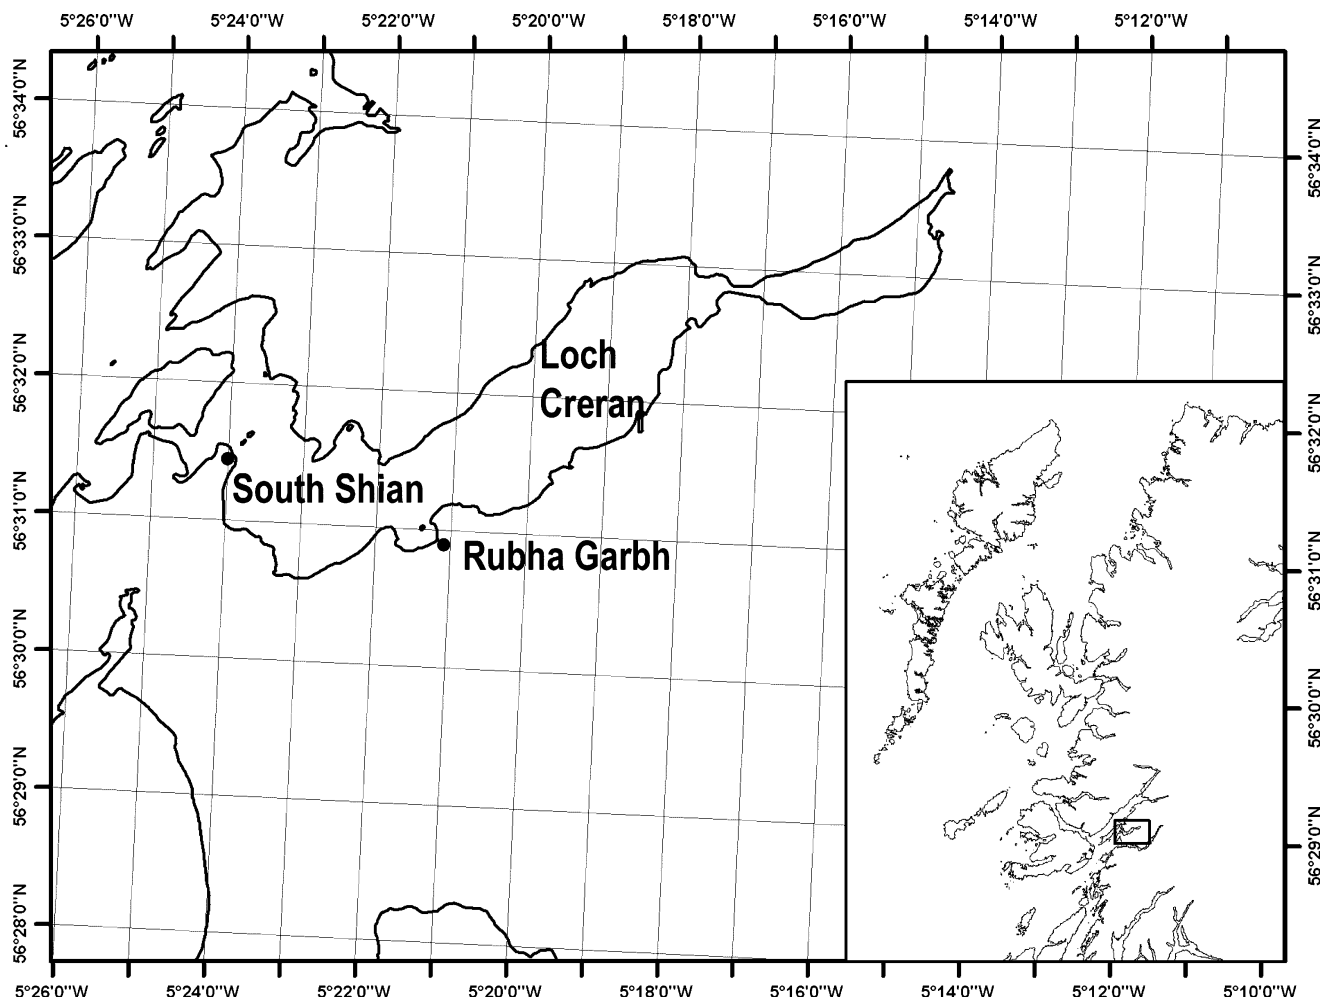 5°26'0"W 5°24'0"W 5°22'0"W 5°20'0"W 5°18'0"W 5°16'0"W 5°14'0"W 5°12'0"W
56°34'0"N
56°33'0"N
56°32'0"N
56°31'0"N
56°30'0"N
56°29'0"N
56°28'0"N
Loch
Creran
South Shian
Rubha Garbh
56°34'0"N
56°33'0"N
56°32'0"N
56°31'0"N
56°30'0"N
56°29'0"N
5°26'0"W 5°24'0"W 5°22'0"W 5°20'0"W 5°18'0"W 5°16'0"W 5°14'0"W 5°12'0"W 5°10'0"W